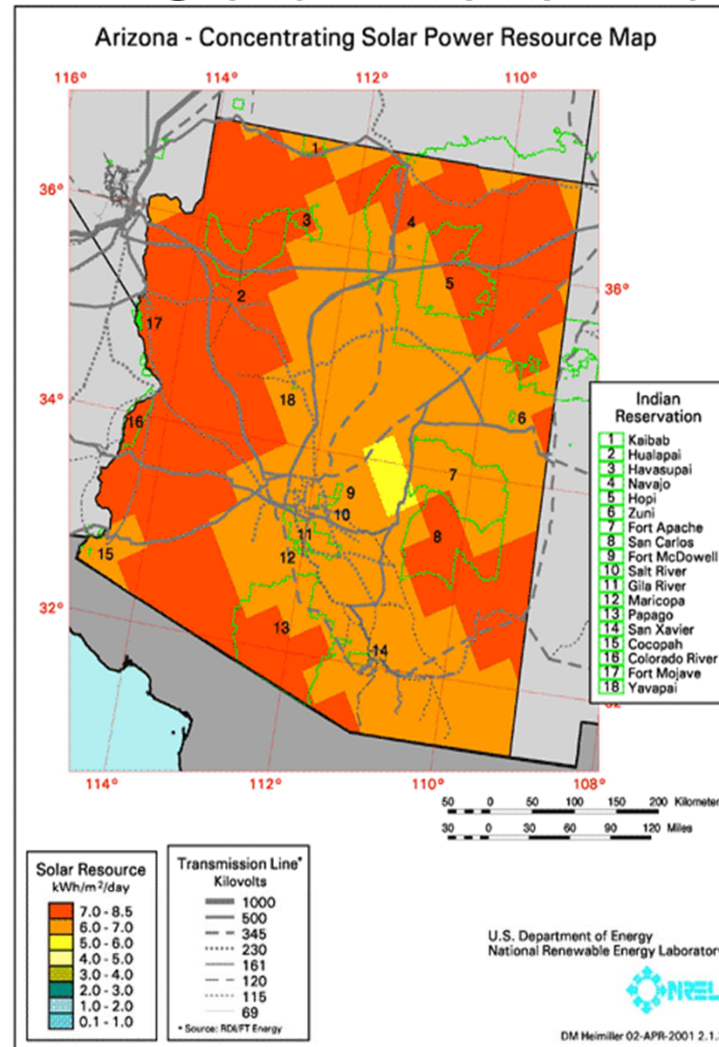 Arizona - Concentrating Solar Power Resource Map
116°
114°
112°
110°
36°
34°
32°
36°
1
3
4
5
2
17
18
16
6
7
9
10
8
11
12
15
13
14
Indian
Reservation
1 Kaibab
2 Hualapai
3 Havasupai
4 Navajo
5 Hopi
6 Zuni
7 Fort Apache
8 San Carlos
9 Fort McDowell
10 Salt River
11 Gila River
12 Maricopa
13 Papago
14 San Xavier
15 Cocopah
16 Colorado River
17 Fort Mojave
18 Yavapai
114°
112°
110°
108°
50 0 50 100 150 200 Kilometer
30 0 30 60 90 120 Miles
Solar Resource
kWh/m²/day
7.0 - 8.5
6.0 - 7.0
5.0 - 6.0
4.0 - 5.0
3.0 - 4.0
2.0 - 3.0
1.0 - 2.0
0.1 - 1.0
Transmission Line*
Kilovolts
1000
500
345
230
161
120
115
69
* Source: RDI/FT Energy
U.S. Department of Energy
National Renewable Energy Laboratory
NREL
DM Heimiller 02-APR-2001 2.1.